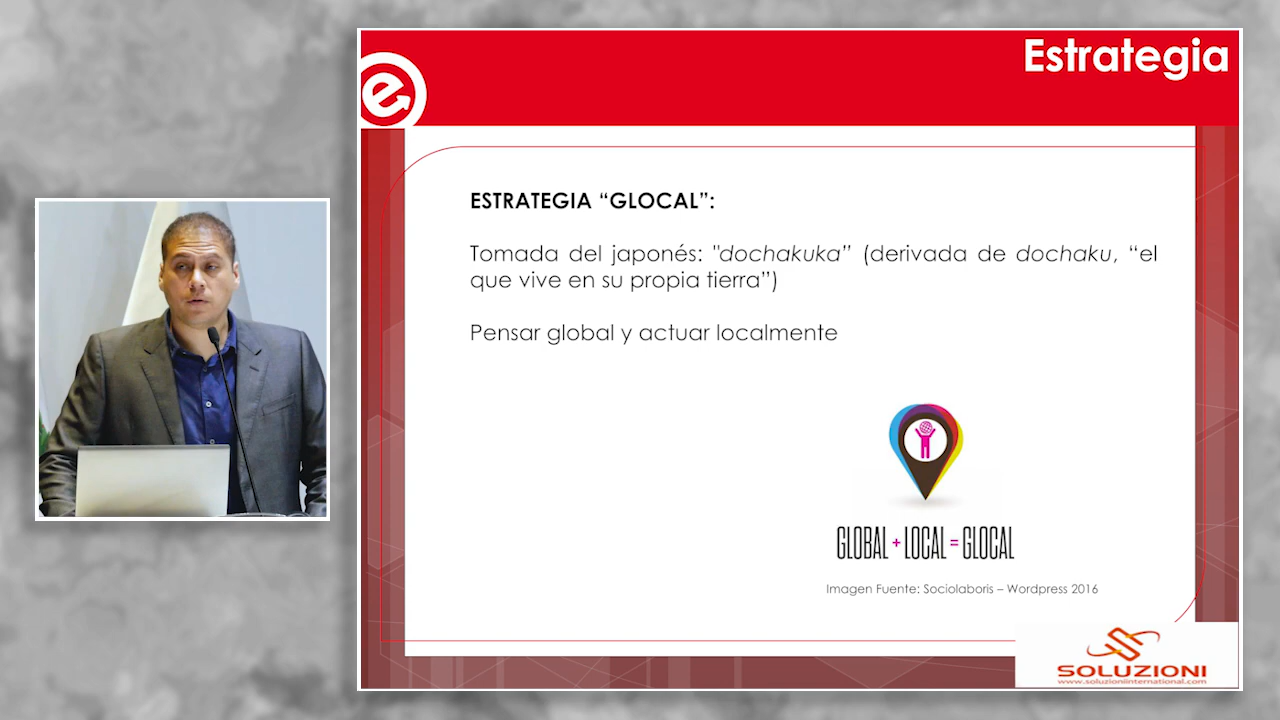 Estrategia
e
ESTRATEGIA “GLOCAL”:
Tomada del japonés: "dochakuka” (derivada de dochaku, “el
que vive en su propia tierra”)
Pensar global y actuar localmente
GLOBAL + LOCAL = GLOCAL
Imagen Fuente: Sociolaboris – Wordpress 2016
SOLUZIONI
www.soluzioniinternational.com